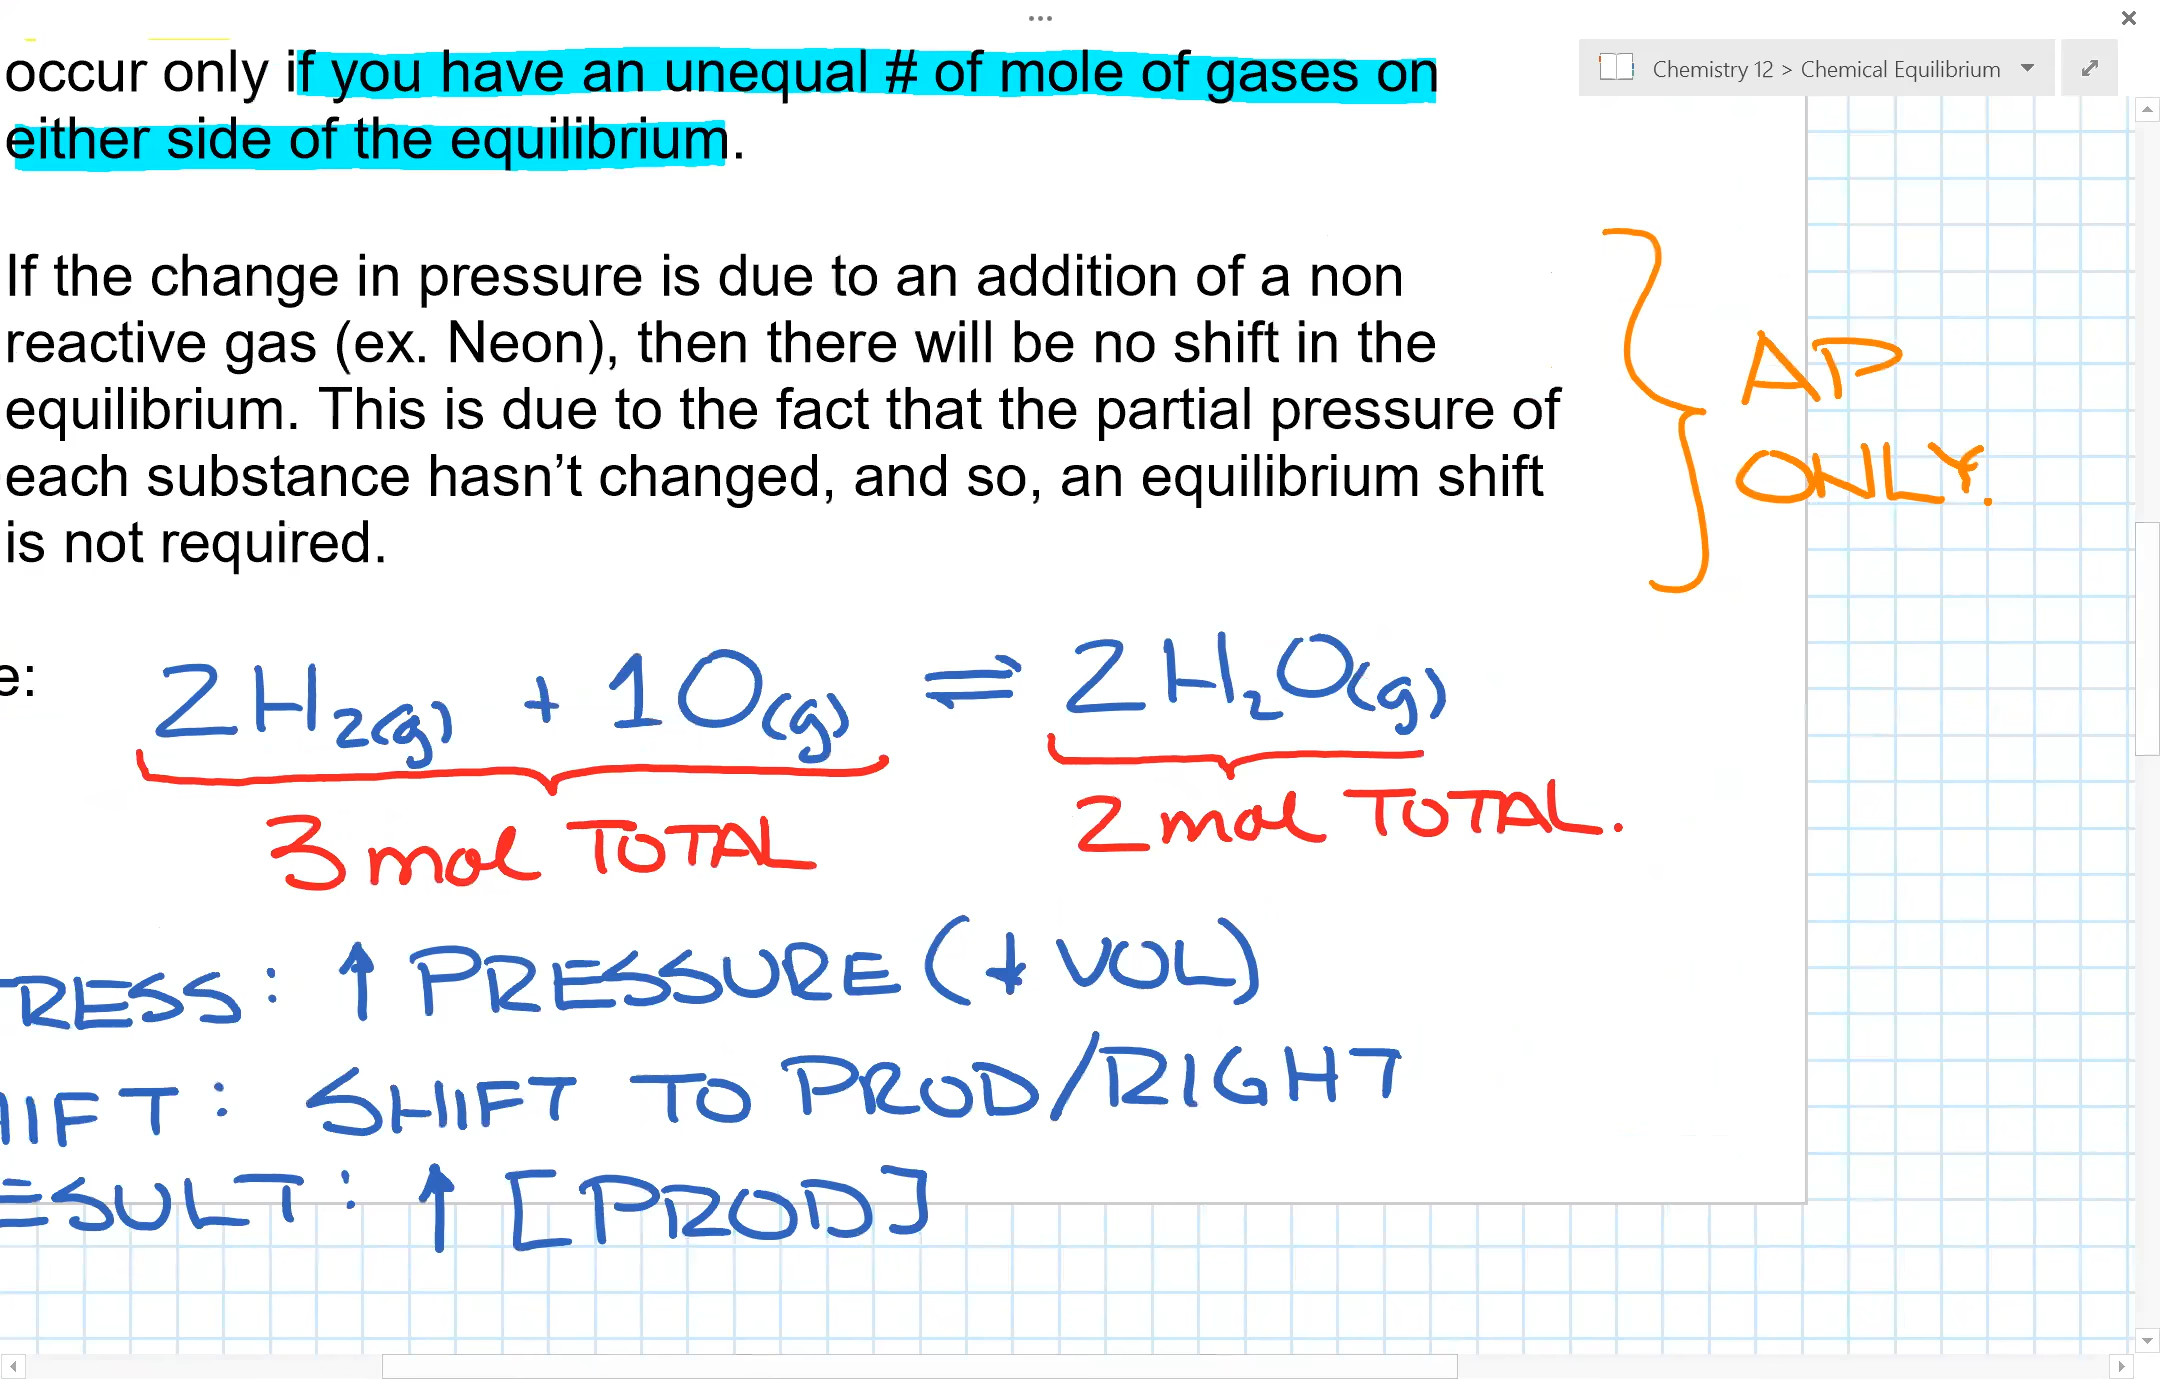 occur only if you have an unequal # of mole of gases on
either side of the equilibrium.
Chemistry 12 > Chemical Equilibrium
If the change in pressure is due to an addition of a non
reactive gas (ex. Neon), then there will be no shift in the
equilibrium. This is due to the fact that the partial pressure of
each substance hasn't changed, and so, an equilibrium shift
is not required.
AP
ONLY.
e: 2H₂(g) + 1O(g) ⇌ 2H₂O(g)
3 mol TOTAL 2 mol TOTAL.
TRESS: ↑ PRESSURE (↓ VOL)
HIFT: SHIFT TO PROD/RIGHT
ESULT: ↑ [PROD]